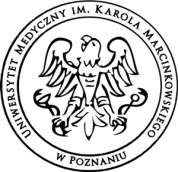 UNIWERSYTET MEDYCZNY IM. KAROLA MARCINKOWSKIEGO
W POZNANIU